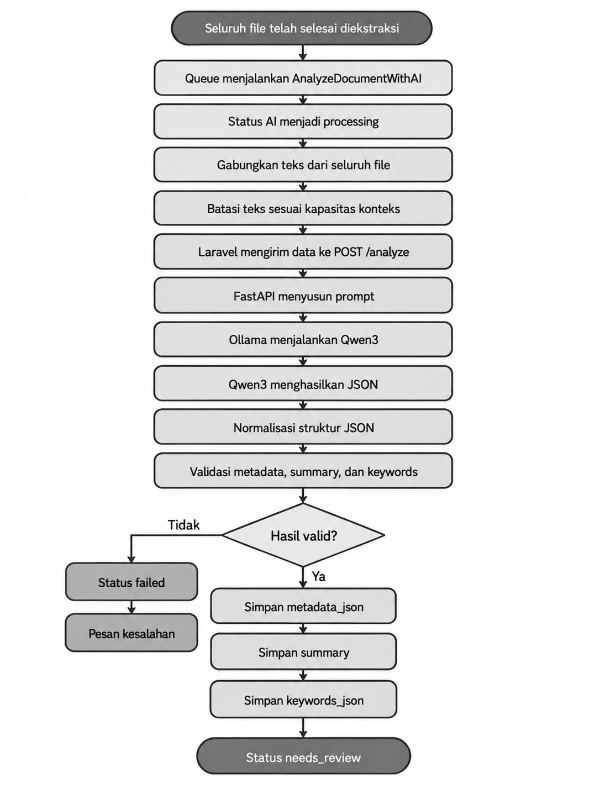 Seluruh file telah selesai diekstraksi
Queue menjalankan AnalyzeDocumentWithAI
Status AI menjadi processing
Gabungkan teks dari seluruh file
Batasi teks sesuai kapasitas konteks
Laravel mengirim data ke POST /analyze
FastAPI menyusun prompt
Ollama menjalankan Qwen3
Qwen3 menghasilkan JSON
Normalisasi struktur JSON
Validasi metadata, summary, dan keywords
Hasil valid?
Tidak
Status failed
Pesan kesalahan
Ya
Simpan metadata_json
Simpan summary
Simpan keywords_json
Status needs_review